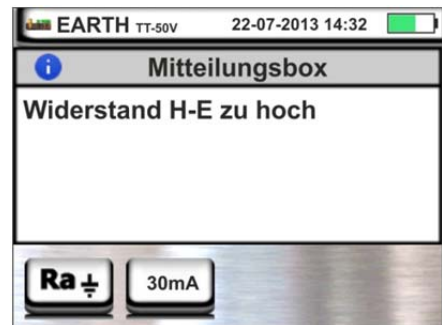 EARTH TT-50V 22-07-2013 14:32
Mitteilungsbox
Widerstand H-E zu hoch
Ra 30mA